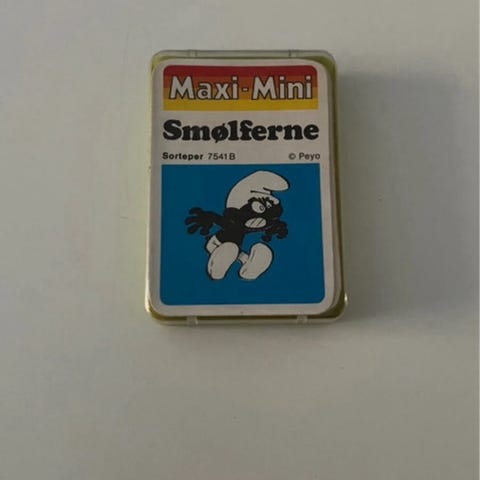 Maxi-Mini
Smølferne
Sorteper 7541B © Peyo